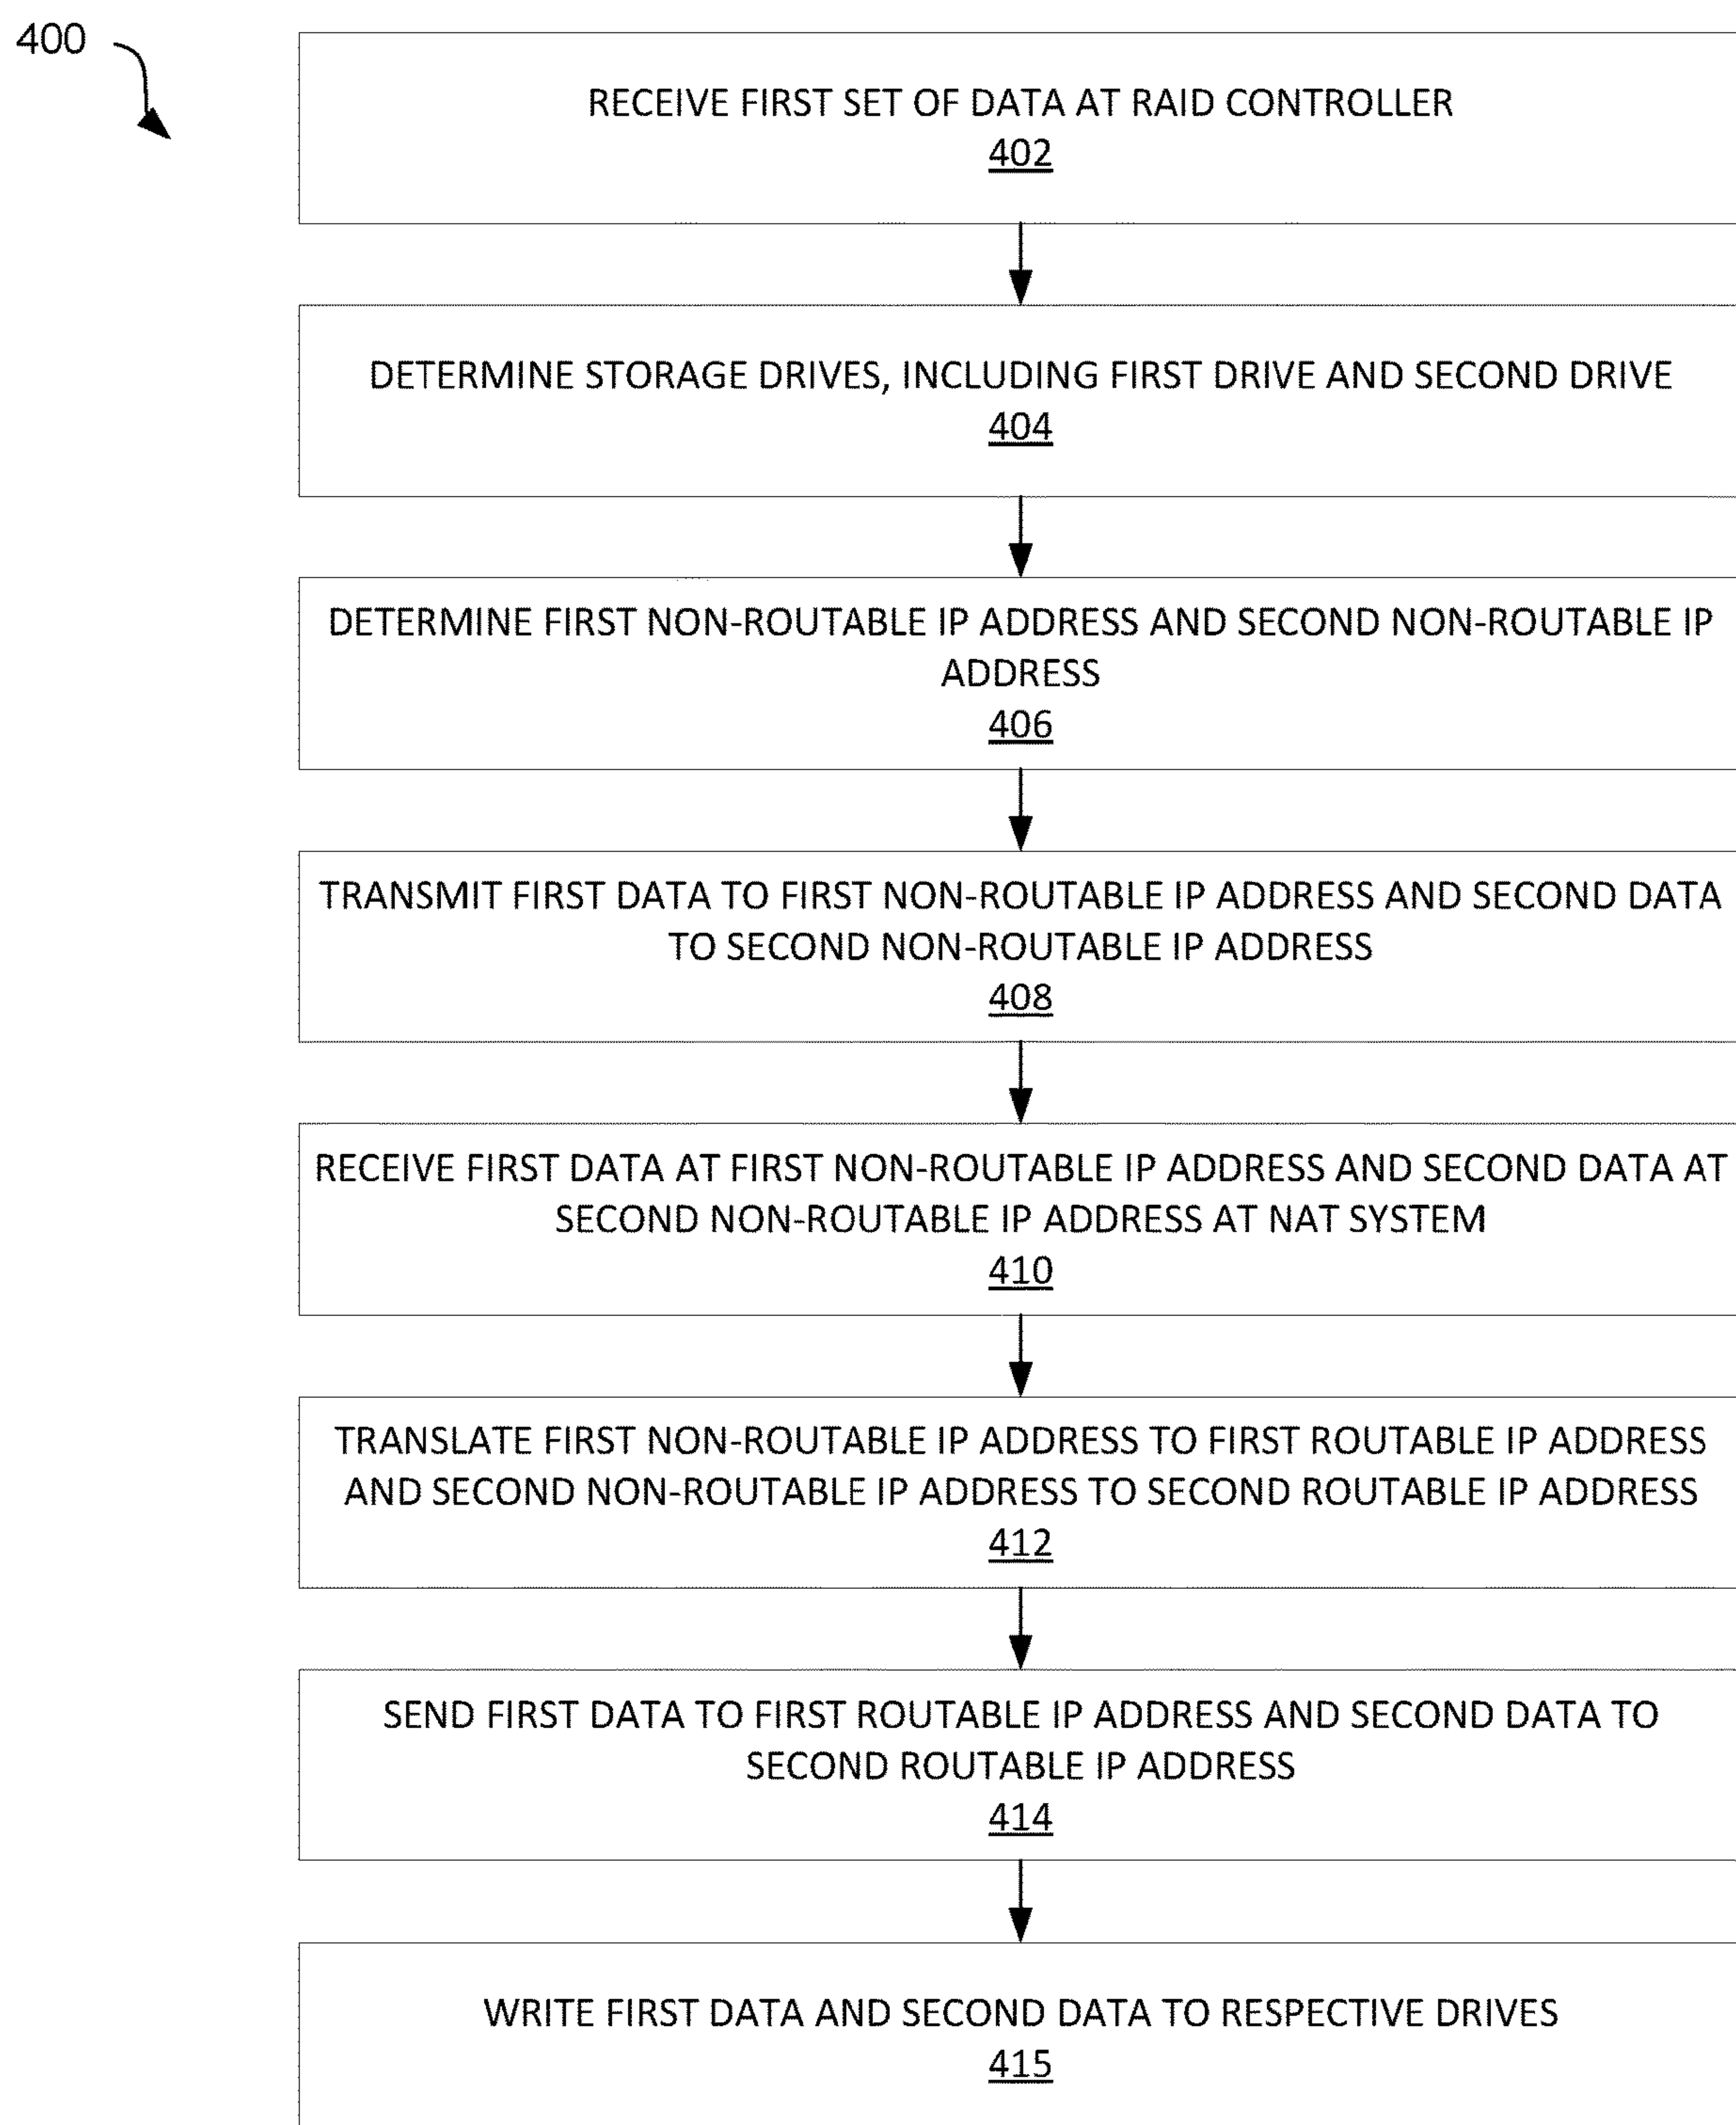 400
RECEIVE FIRST SET OF DATA AT RAID CONTROLLER
402
DETERMINE STORAGE DRIVES, INCLUDING FIRST DRIVE AND SECOND DRIVE
404
DETERMINE FIRST NON-ROUTABLE IP ADDRESS AND SECOND NON-ROUTABLE IP
ADDRESS
406
TRANSMIT FIRST DATA TO FIRST NON-ROUTABLE IP ADDRESS AND SECOND DATA
TO SECOND NON-ROUTABLE IP ADDRESS
408
RECEIVE FIRST DATA AT FIRST NON-ROUTABLE IP ADDRESS AND SECOND DATA AT
SECOND NON-ROUTABLE IP ADDRESS AT NAT SYSTEM
410
TRANSLATE FIRST NON-ROUTABLE IP ADDRESS TO FIRST ROUTABLE IP ADDRESS
AND SECOND NON-ROUTABLE IP ADDRESS TO SECOND ROUTABLE IP ADDRESS
412
SEND FIRST DATA TO FIRST ROUTABLE IP ADDRESS AND SECOND DATA TO
SECOND ROUTABLE IP ADDRESS
414
WRITE FIRST DATA AND SECOND DATA TO RESPECTIVE DRIVES
415